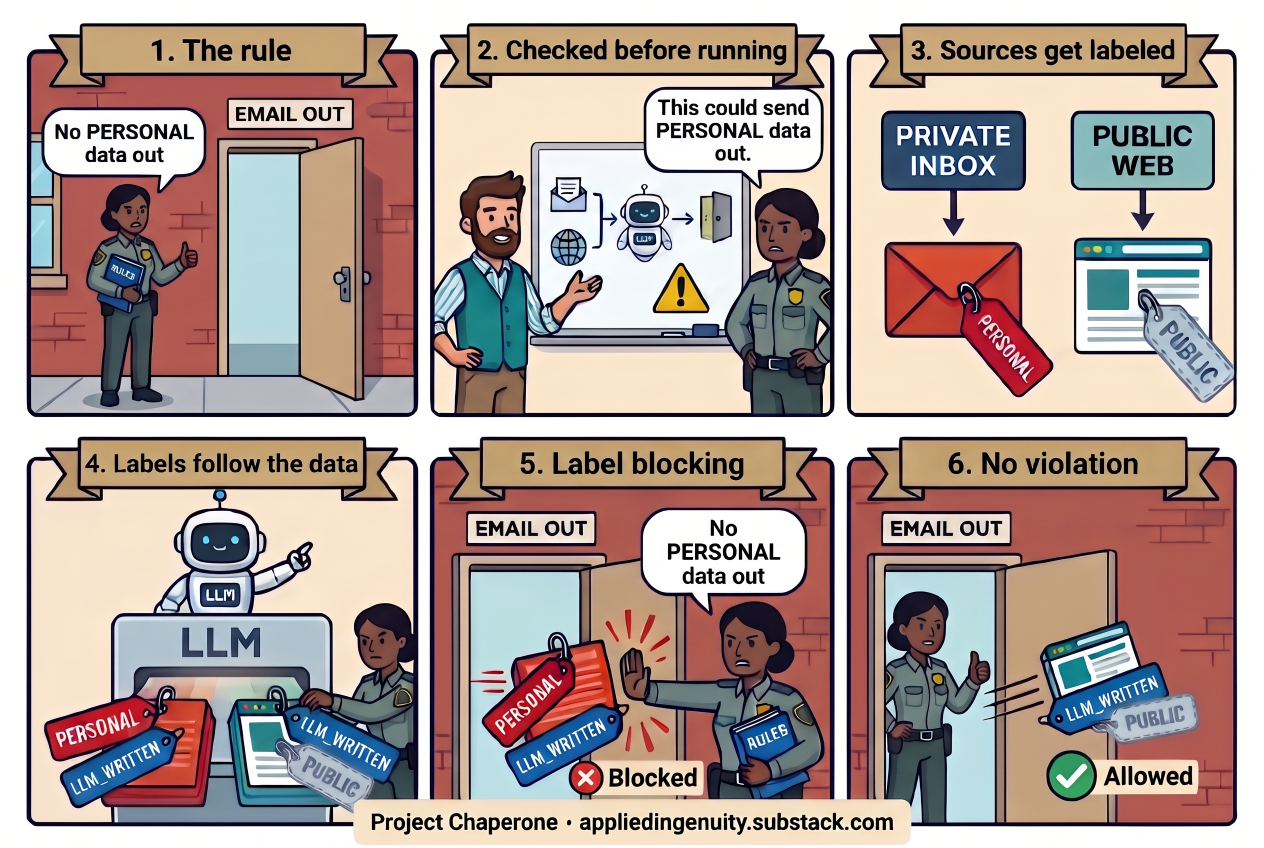 1. The rule
No PERSONAL
data out
EMAIL OUT
RULES
2. Checked before running
This could send
PERSONAL data
out.
LLM
3. Sources get labeled
PRIVATE
INBOX
PUBLIC
WEB
PERSONAL
PUBLIC
4. Labels follow the data
LLM
LLM
PERSONAL
LLM_WRITTEN
LLM_WRITTEN
PUBLIC
5. Label blocking
EMAIL OUT
No
PERSONAL
data out
PERSONAL
LLM_WRITTEN
RULES
Blocked
6. No violation
EMAIL OUT
LLM_WRITTEN
PUBLIC
Allowed
Project Chaperone · appliedingenuity.substack.com